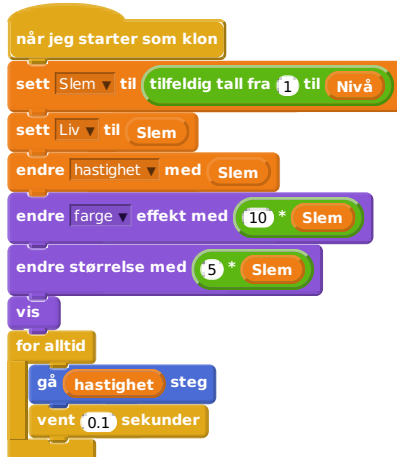 når jeg starter som klon
sett Slem til tilfeldig tall fra 1 til Nivå
sett Liv til Slem
endre hastighet med Slem
endre farge effekt med 10 * Slem
endre størrelse med 5 * Slem
vis
for alltid
gå hastighet steg
vent 0.1 sekunder